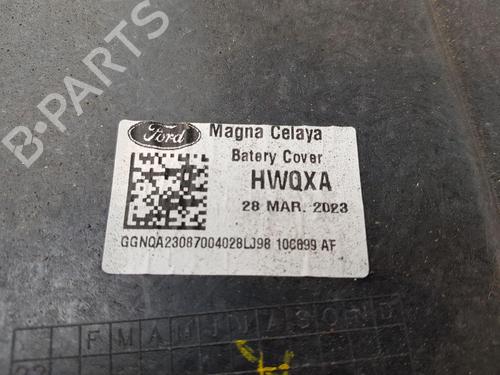 B-PARTS
Ford
Magna Celaya
Batery Cover
HWQXA
28 MAR. 2023
GGNQA23087004028LJ98 10C899 AF
F M A M J J A S O N D